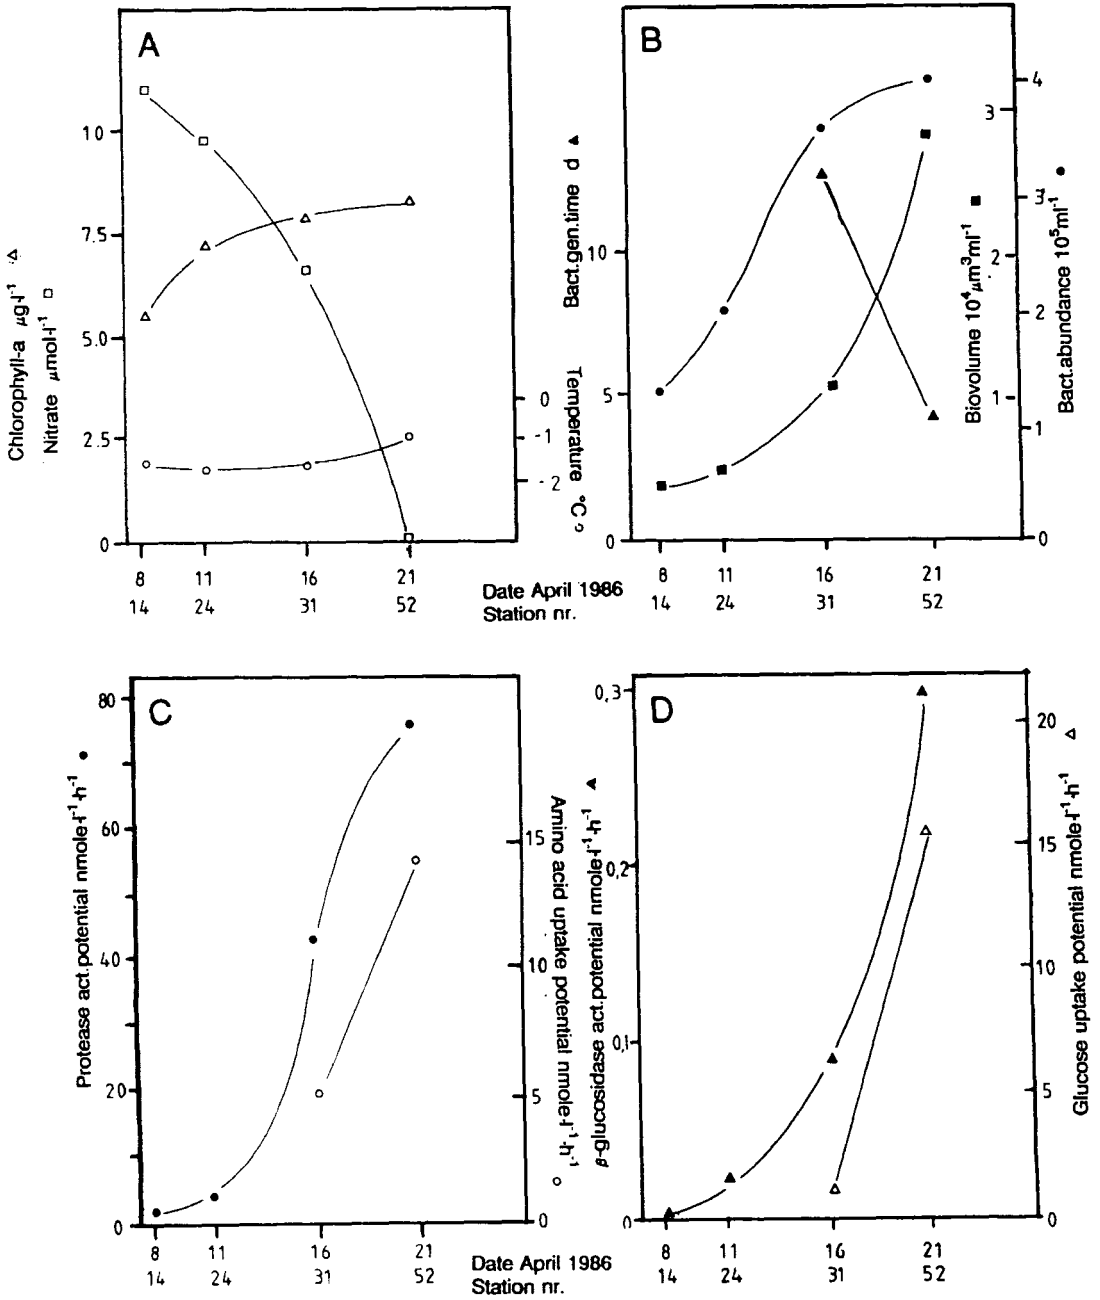 A
Chlorophyll-a µg·l⁻¹ △
Nitrate µmol·l⁻¹ □
10
7.5
5.0
2.5
0
0
-1
-2
Temperature °C ○
8 11 16 21
14 24 31 52
Date April 1986
Station nr.
B
Bact.gen.time d ▲
10
5
0
3
2
1
Biovolume 10⁴µm³ml⁻¹ ■
4
3
2
1
0
Bact.abundance 10⁵ml⁻¹ ●
8 11 16 21
14 24 31 52
C
Protease act.potential nmole·l⁻¹·h⁻¹ ●
80
60
40
20
0
15
10
5
0
Amino acid uptake potential nmole·l⁻¹·h⁻¹ ○
8 11 16 21
14 24 31 52
Date April 1986
Station nr.
D
β-glucosidase act.potential nmole·l⁻¹·h⁻¹ ▲
0,3
0,2
0,1
0
20
15
10
5
0
Glucose uptake potential nmole·l⁻¹·h⁻¹ △
8 11 16 21
14 24 31 52